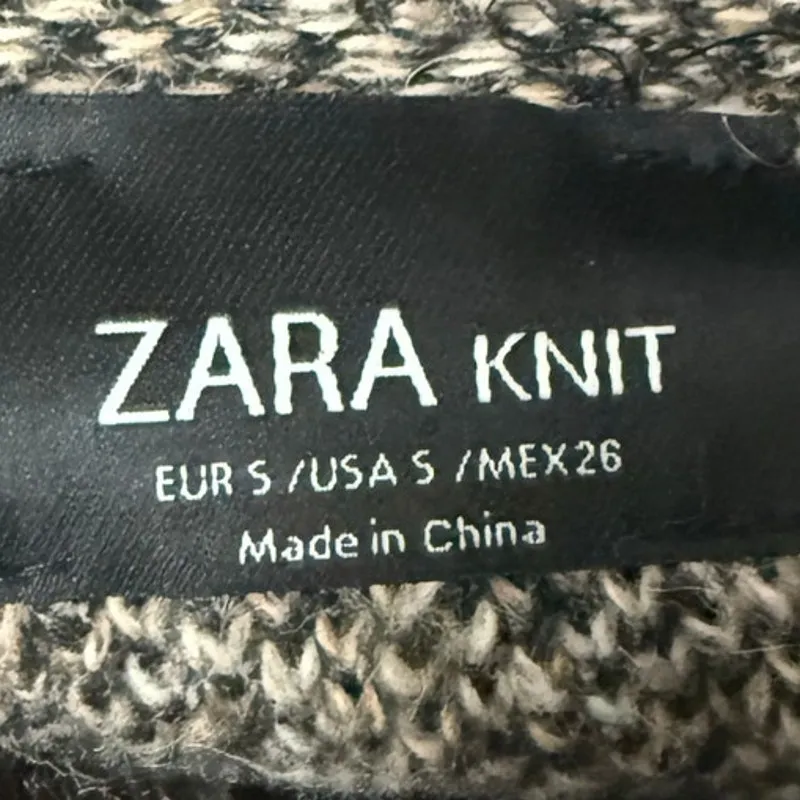 ZARA KNIT
EUR S /USA S /MEX 26
Made in China